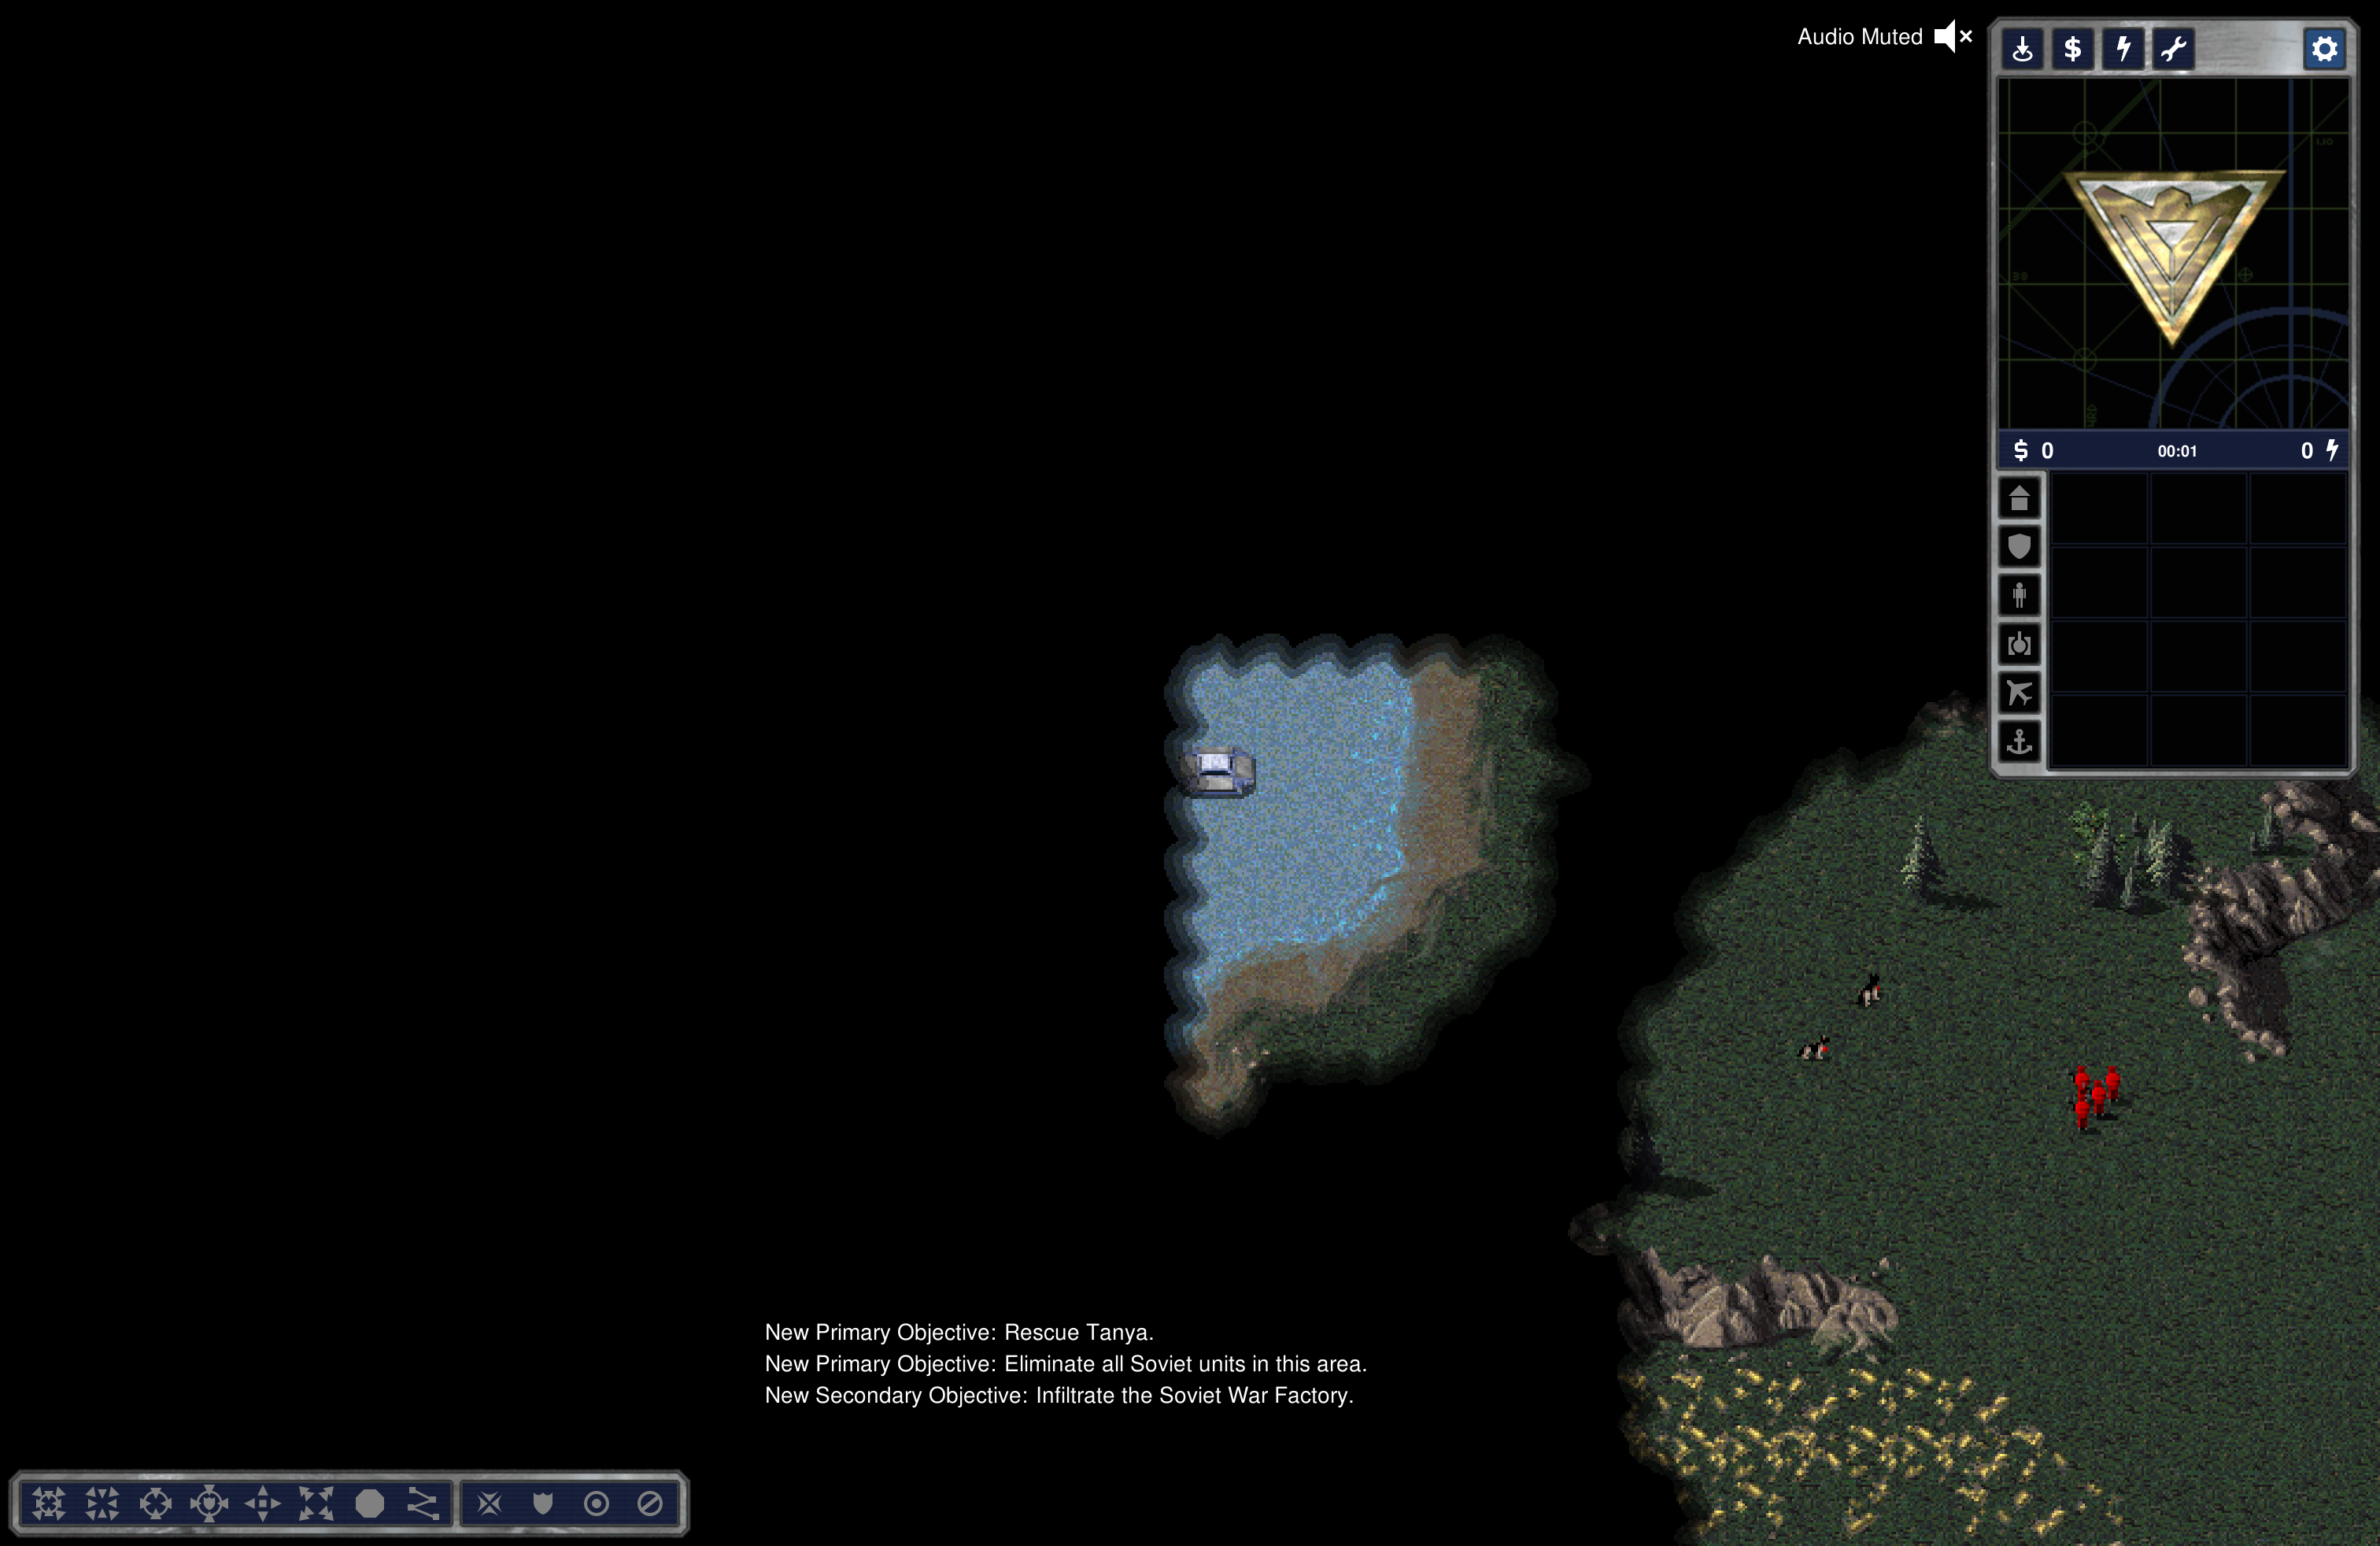 Audio Muted
$ 0
00:01
0
New Primary Objective: Rescue Tanya.
New Primary Objective: Eliminate all Soviet units in this area.
New Secondary Objective: Infiltrate the Soviet War Factory.